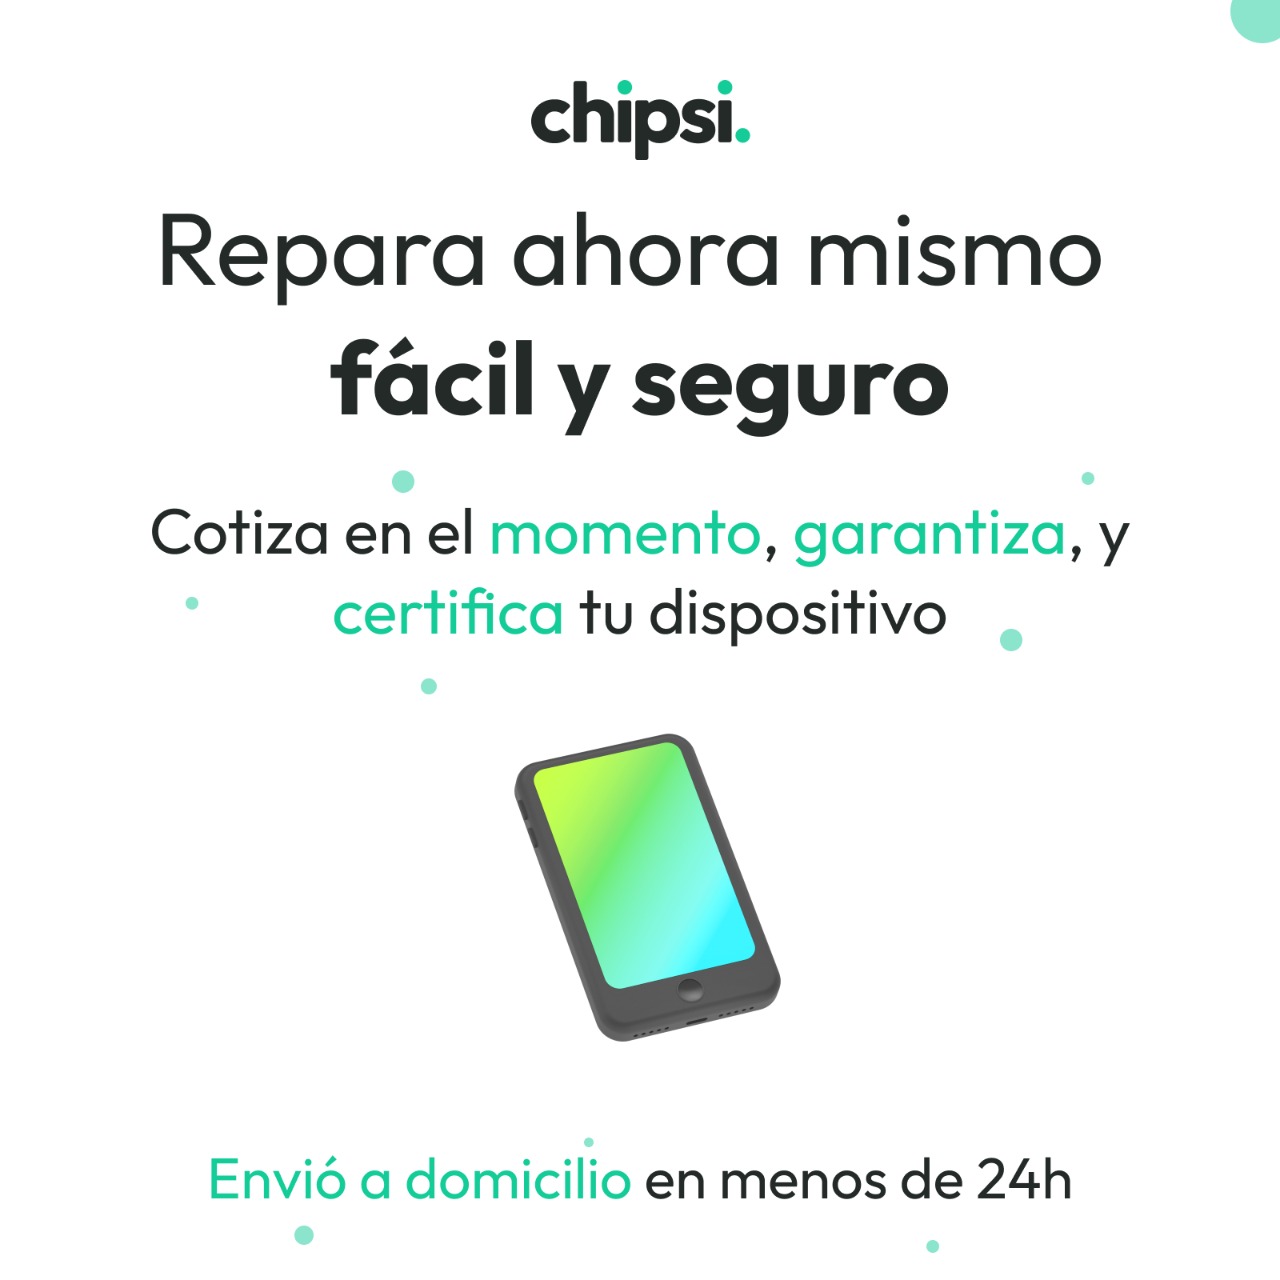 chipsi.
Repara ahora mismo
fácil y seguro
Cotiza en el momento, garantiza, y
certifica tu dispositivo
Envió a domicilio en menos de 24h